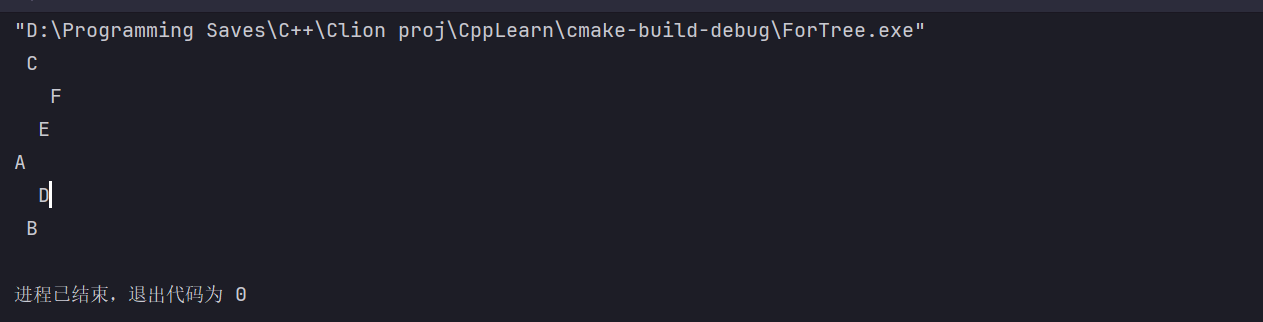 "D:\Programming Saves\C++\Clion proj\CppLearn\cmake-build-debug\ForTree.exe"
 C
   F
  E
A
  D
 B
进程已结束，退出代码为 0